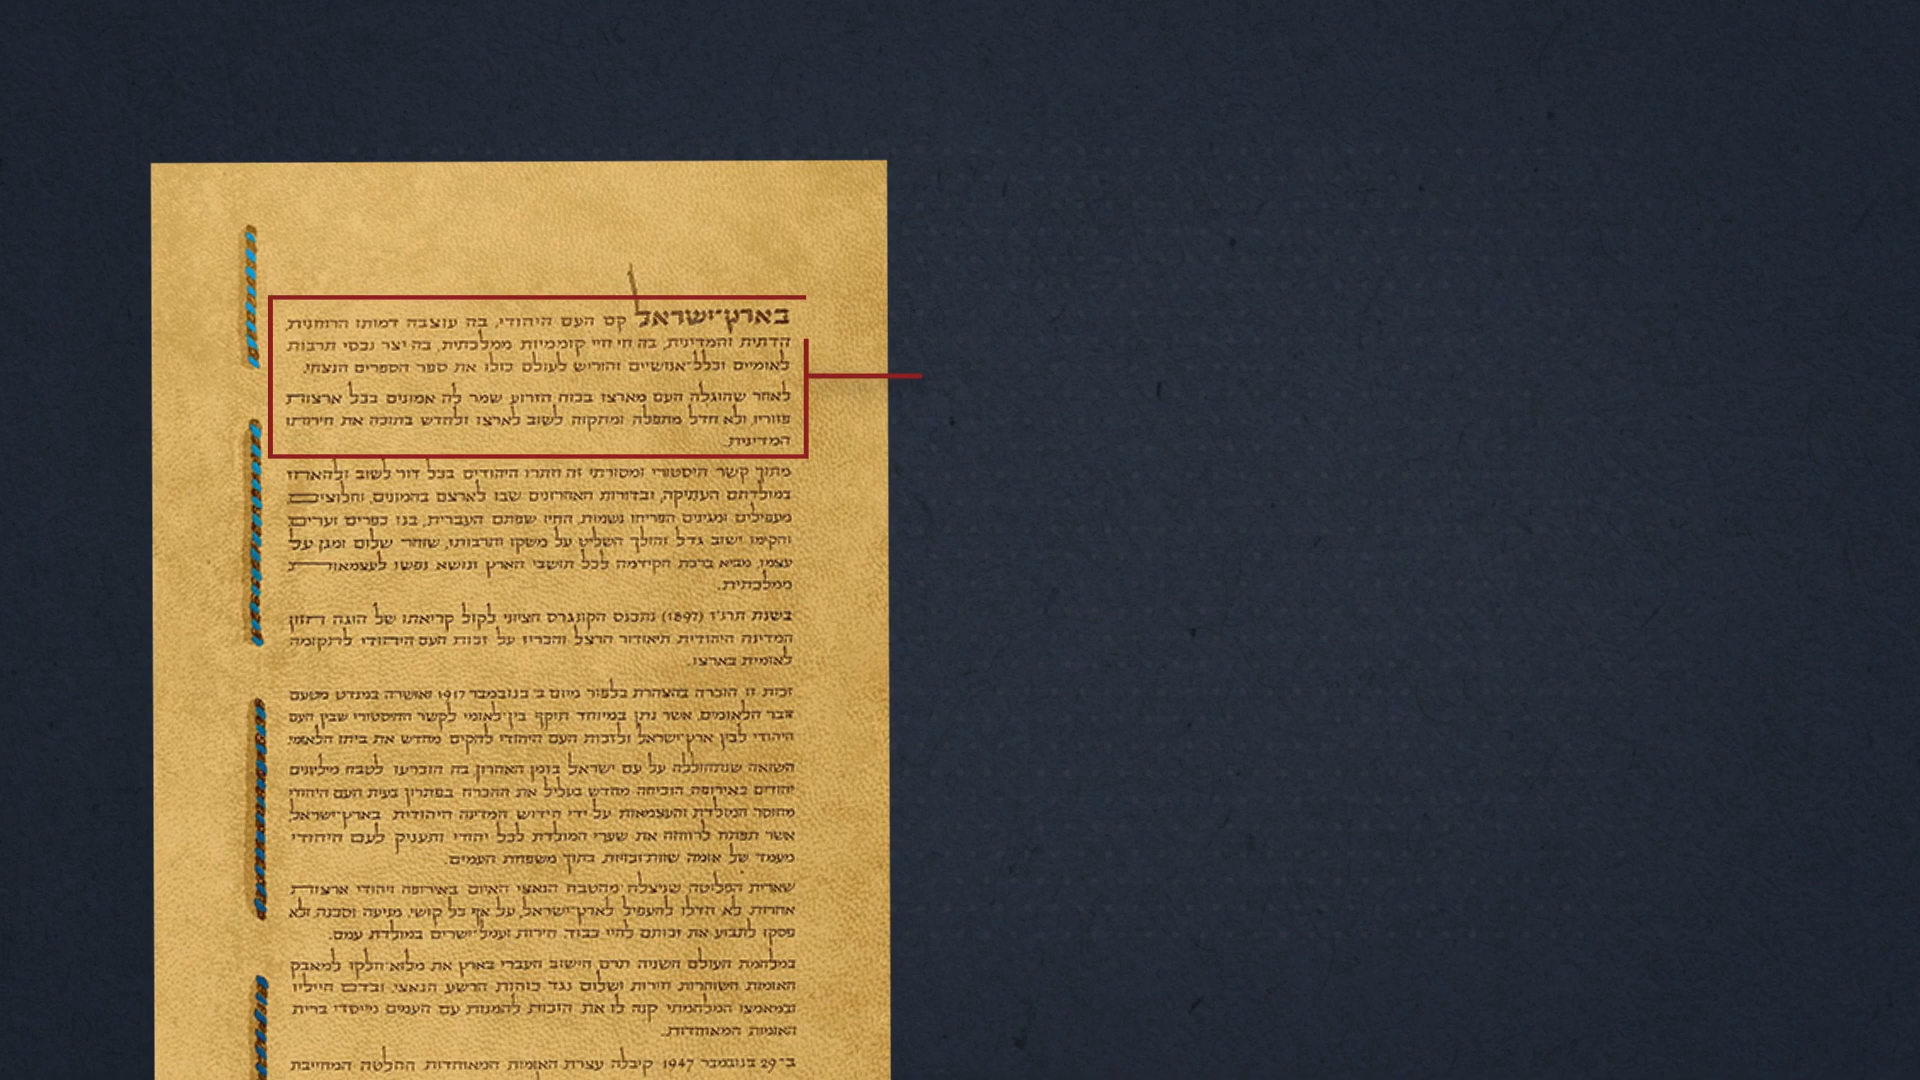 בארץ־ישראל קם העם היהודי, בה עוצבה דמותו הרוחנית,
הדתית והמדינית, בה חי חיי קוממיות ממלכתית, בה יצר נכסי תרבות
לאומיים וכלל־אנושיים והוריש לעולם כולו את ספר הספרים הנצחי.
לאחר שהוגלה העם מארצו בכוח הזרוע שמר לה אמונים בכל ארצות
פזוריו, ולא חדל מתפלה ומתקוה לשוב לארצו ולחדש בתוכה את חירותו
המדינית.
מתוך קשר היסטורי ומסורתי זה חתרו היהודים בכל דור לשוב ולהאחז
במולדתם העתיקה, ובדורות האחרונים שבו לארצם בהמונים, וחלוצים,
מעפילים ומגינים הפריחו נשמות, החיו שפתם העברית, בנו כפרים וערים,
והקימו ישוב גדל והולך השליט על משקו ותרבותו, שוחר שלום ומגן על
עצמו, מביא ברכת הקידמה לכל תושבי הארץ ונושא נפשו לעצמאות
ממלכתית.
בשנת תרנ״ז (1897) נתכנס הקונגרס הציוני לקול קריאתו של הוגה חזון
המדינה היהודית תיאודור הרצל והכריז על זכות העם היהודי לתקומה
לאומית בארצו.
זכות זו הוכרה בהצהרת בלפור מיום ב׳ בנובמבר 1917 ואושרה במנדט מטעם
חבר הלאומים, אשר נתן במיוחד תוקף בין־לאומי לקשר ההיסטורי שבין העם
היהודי לבין ארץ־ישראל ולזכות העם היהודי להקים מחדש את ביתו הלאומי.
השואה שנתחוללה על עם ישראל בזמן האחרון, בה הוכרעו לטבח מיליונים
יהודים באירופה, הוכיחה מחדש בעליל את ההכרח בפתרון בעית העם היהודי
מחוסר המולדת והעצמאות על־ידי חידוש המדינה היהודית בארץ־ישראל,
אשר תפתח לרווחה את שערי המולדת לכל יהודי ותעניק לעם היהודי
מעמד של אומה שוות־זכויות בתוך משפחת העמים.
שארית הפליטה שניצלה מהטבח הנאצי האיום באירופה ויהודי ארצות
אחרות לא חדלו להעפיל לארץ־ישראל, על אף כל קושי, מניעה וסכנה, ולא
פסקו לתבוע את זכותם לחיי כבוד, חירות ועמל־ישרים במולדת עמם.
במלחמת העולם השניה תרם הישוב העברי בארץ את מלוא־חלקו למאבק
האומות השוחרות חירות ושלום נגד כוחות הרשע הנאצי, ובדם חייליו
ובמאמצו המלחמתי קנה לו את הזכות להמנות עם העמים מייסדי ברית
האומות המאוחדות.
ב־29 בנובמבר 1947 קיבלה עצרת האומות המאוחדות החלטה המחייבת